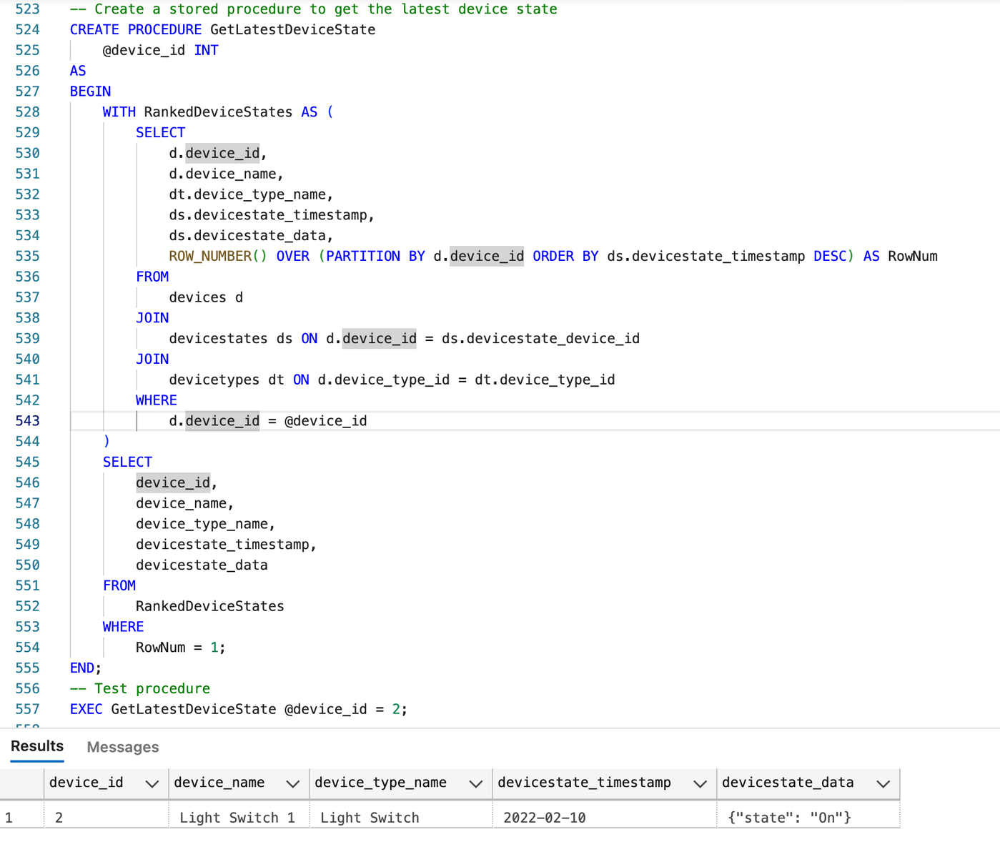 523 -- Create a stored procedure to get the latest device state
524 CREATE PROCEDURE GetLatestDeviceState
525     @device_id INT
526 AS
527 BEGIN
528     WITH RankedDeviceStates AS (
529         SELECT
530             d.device_id,
531             d.device_name,
532             dt.device_type_name,
533             ds.devicestate_timestamp,
534             ds.devicestate_data,
535             ROW_NUMBER() OVER (PARTITION BY d.device_id ORDER BY ds.devicestate_timestamp DESC) AS RowNum
536         FROM
537             devices d
538         JOIN
539             devicestates ds ON d.device_id = ds.devicestate_device_id
540         JOIN
541             devicetypes dt ON d.device_type_id = dt.device_type_id
542         WHERE
543             d.device_id = @device_id
544     )
545     SELECT
546         device_id,
547         device_name,
548         device_type_name,
549         devicestate_timestamp,
550         devicestate_data
551     FROM
552         RankedDeviceStates
553     WHERE
554         RowNum = 1;
555 END;
556 -- Test procedure
557 EXEC GetLatestDeviceState @device_id = 2;
Results Messages
device_id device_name device_type_name devicestate_timestamp devicestate_data
1 2 Light Switch 1 Light Switch 2022-02-10 {"state": "On"}